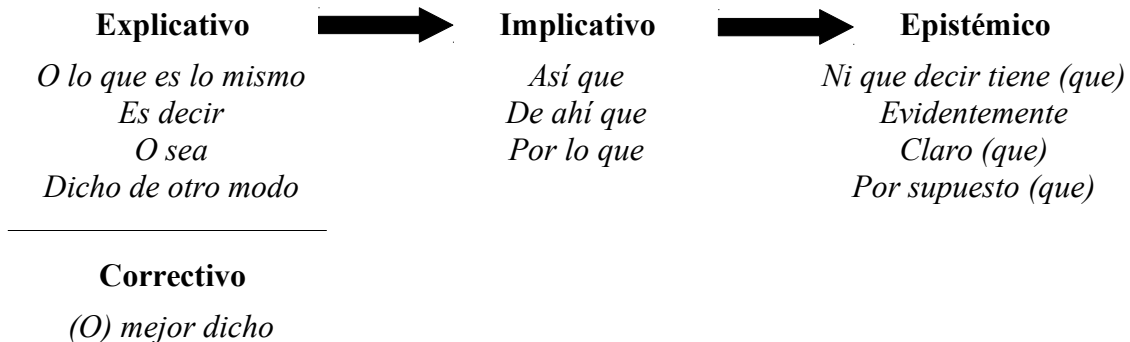 Explicativo
O lo que es lo mismo
Es decir
O sea
Dicho de otro modo
Correctivo
(O) mejor dicho
Implicativo
Así que
De ahí que
Por lo que
Epistémico
Ni que decir tiene (que)
Evidentemente
Claro (que)
Por supuesto (que)